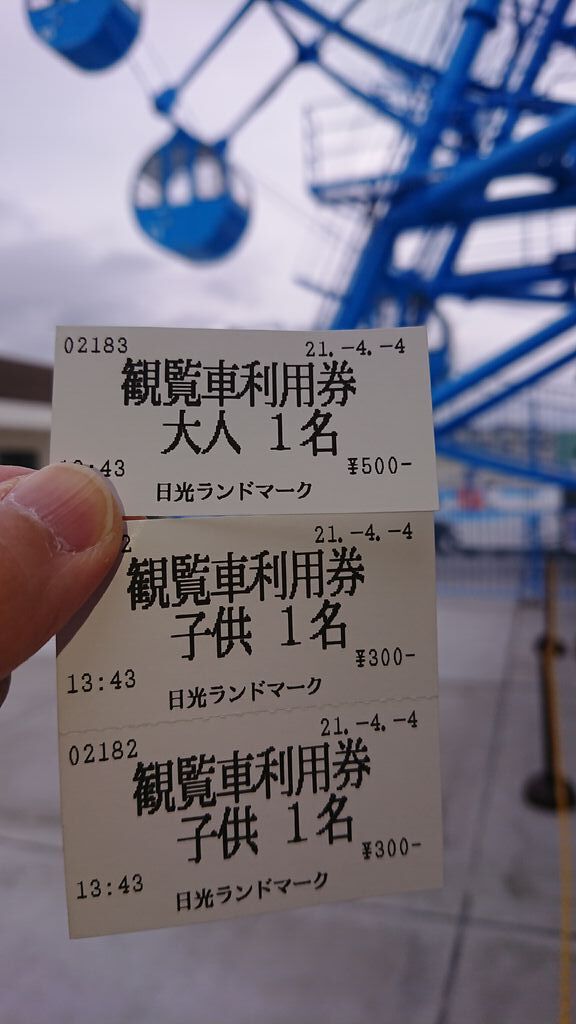 02183 21.-4.-4
観覧車利用券
大人 1名
:43 ¥500-
日光ランドマーク
2 21.-4.-4
観覧車利用券
子供 1名
13:43 ¥300-
日光ランドマーク
02182 21.-4.-4
観覧車利用券
子供 1名
13:43 ¥300-
日光ランドマーク